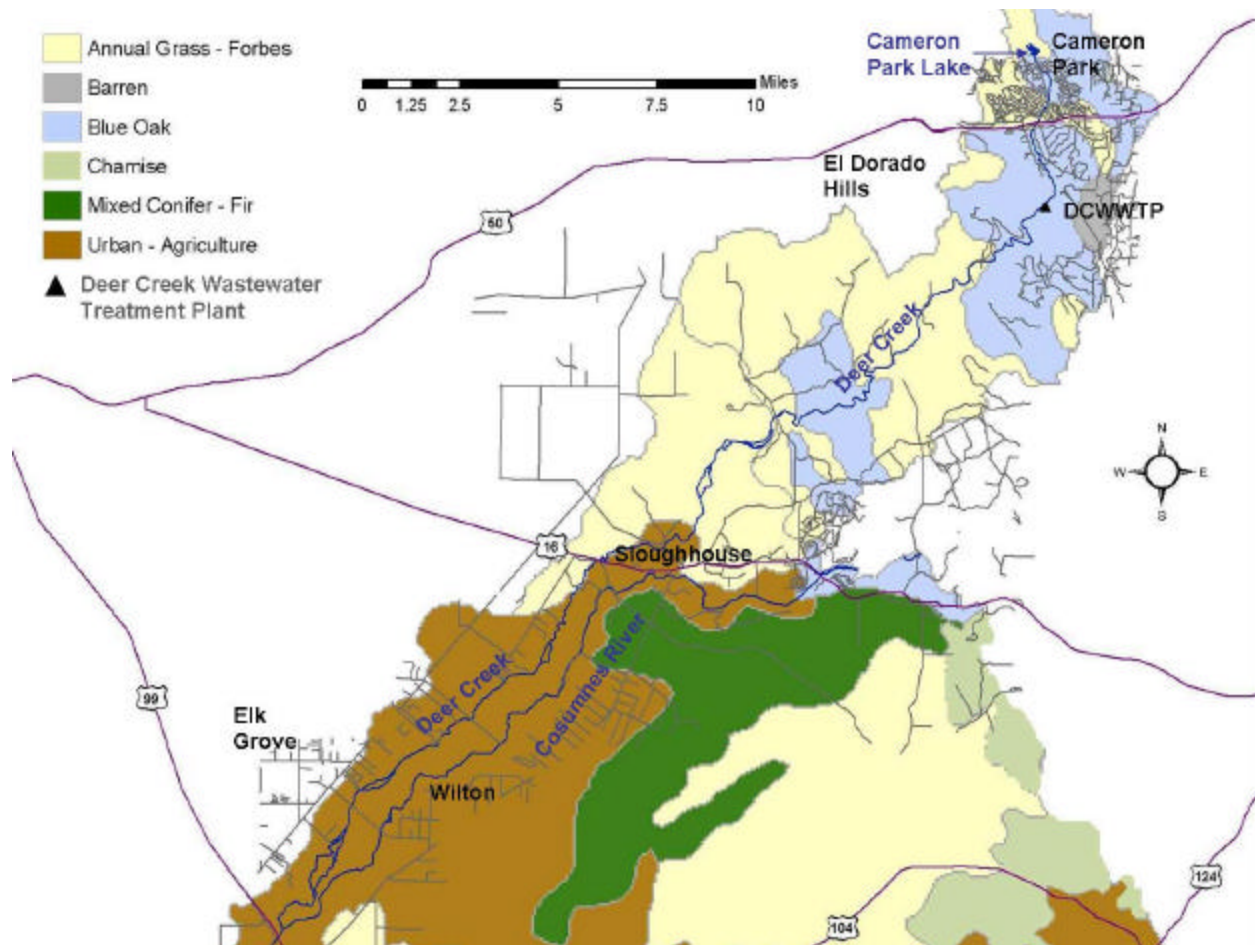 Annual Grass - Forbes
Barren
Blue Oak
Chamise
Mixed Conifer - Fir
Urban - Agriculture
Deer Creek Wastewater
Treatment Plant
Miles
0 1.25 2.5 5 7.5 10
Cameron
Park Lake
Cameron
Park
El Dorado
Hills
DCWWTP
50
Deer Creek
N
W E
S
16
Sloughhouse
Deer Creek
Cosumnes River
99
Elk
Grove
Wilton
124
104